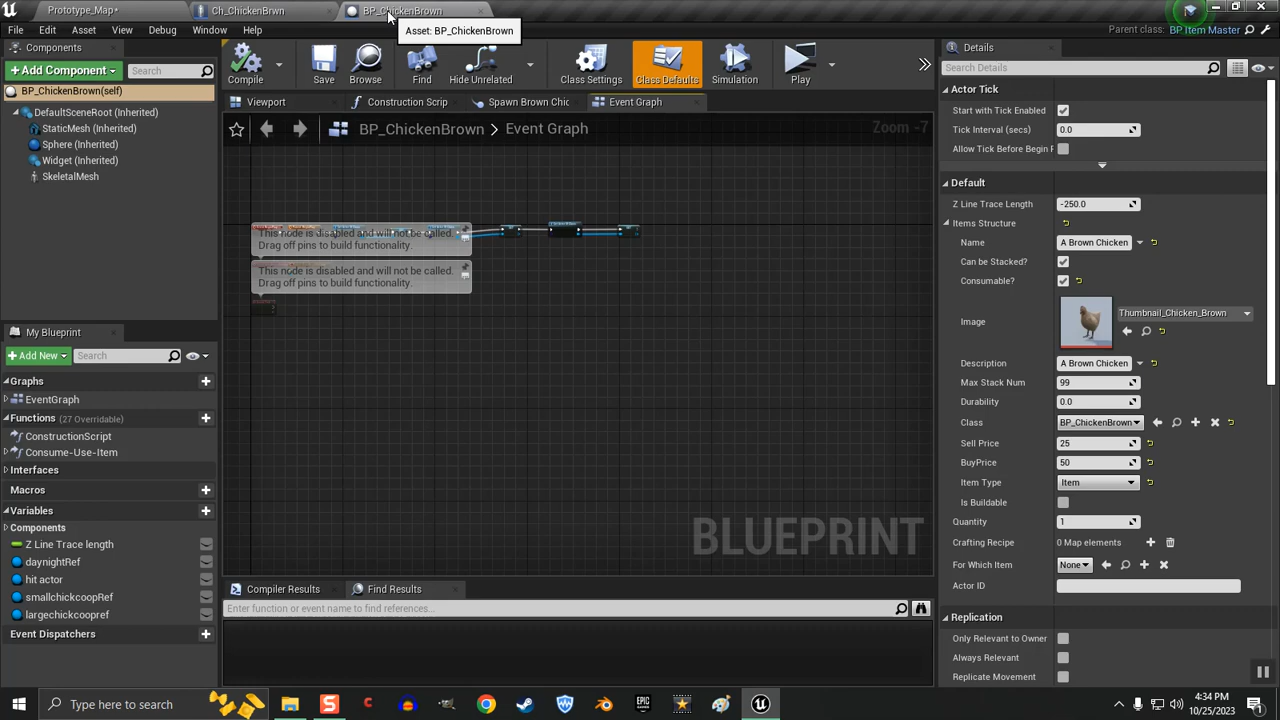 Prototype_Map*
Ch_ChickenBrwn
BP_ChickenBrown
Asset: BP_ChickenBrown
File Edit Asset View Debug Window Help
Parent class: BP Item Master
Components
+ Add Component
Search
BP_ChickenBrown(self)
DefaultSceneRoot (Inherited)
StaticMesh (Inherited)
Sphere (Inherited)
Widget (Inherited)
SkeletalMesh
Compile
Save
Browse
Find
Hide Unrelated
Class Settings
Class Defaults
Simulation
Play
Viewport
Construction Scrip
Spawn Brown Chic
Event Graph
BP_ChickenBrown > Event Graph
Zoom -7
This node is disabled and will not be called.
Drag off pins to build functionality.
This node is disabled and will not be called.
Drag off pins to build functionality.
BLUEPRINT
My Blueprint
+ Add New
Search
Graphs
EventGraph
Functions (27 Overridable)
ConstructionScript
Consume-Use-Item
Interfaces
Macros
Variables
Components
Z Line Trace length
daynightRef
hit actor
smallchickcoopRef
largechickcoopref
Event Dispatchers
Compiler Results
Find Results
Enter function or event name to find references...
Details
Search Details
Actor Tick
Start with Tick Enabled
Tick Interval (secs) 0.0
Allow Tick Before Begin P
Default
Z Line Trace Length -250.0
Items Structure
Name A Brown Chicken
Can be Stacked?
Consumable?
Image Thumbnail_Chicken_Brown
Description A Brown Chicken
Max Stack Num 99
Durability 0.0
Class BP_ChickenBrown
Sell Price 25
BuyPrice 50
Item Type Item
Is Buildable
Quantity 1
Crafting Recipe 0 Map elements
For Which Item None
Actor ID
Replication
Only Relevant to Owner
Always Relevant
Replicate Movement
Type here to search
4:34 PM
10/25/2023